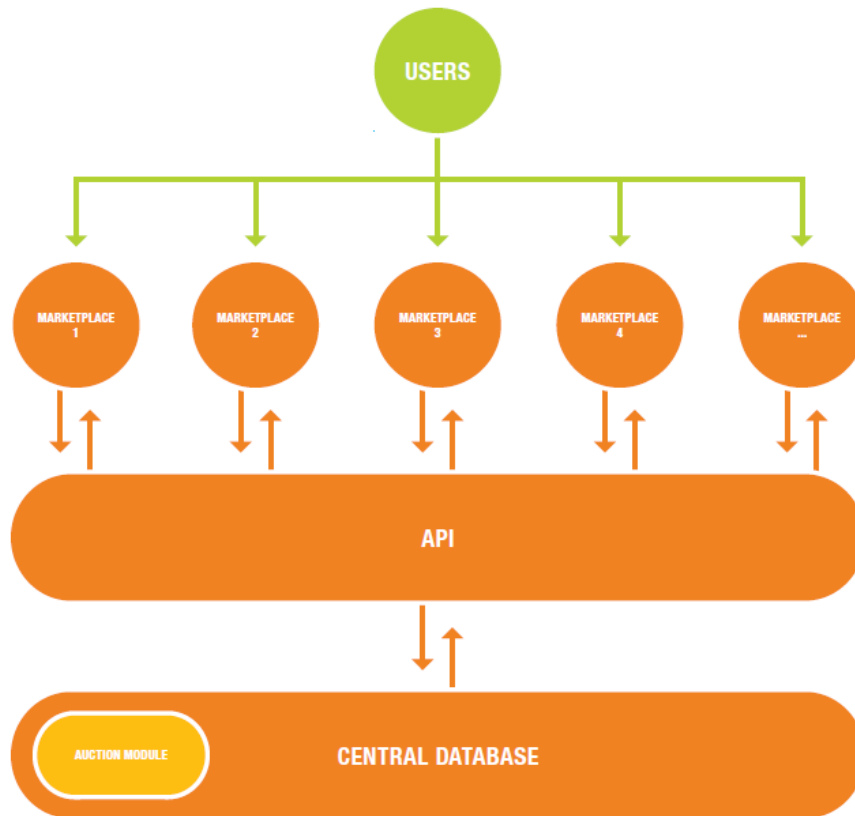 USERS
MARKETPLACE
1
MARKETPLACE
2
MARKETPLACE
3
MARKETPLACE
4
MARKETPLACE
...
API
AUCTION MODULE
CENTRAL DATABASE